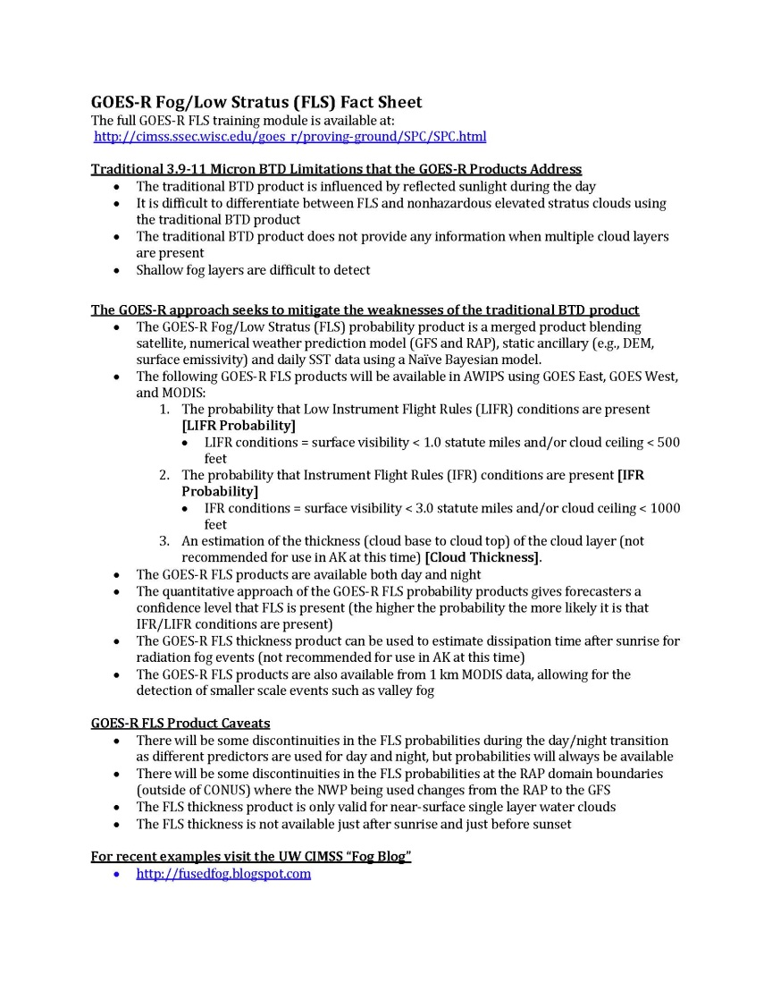 GOES-R Fog/Low Stratus (FLS) Fact Sheet
The full GOES-R FLS training module is available at:
http://cimss.ssec.wisc.edu/goes_r/proving-ground/SPC/SPC.html
Traditional 3.9-11 Micron BTD Limitations that the GOES-R Products Address
• The traditional BTD product is influenced by reflected sunlight during the day
• It is difficult to differentiate between FLS and nonhazardous elevated stratus clouds using
the traditional BTD product
• The traditional BTD product does not provide any information when multiple cloud layers
are present
• Shallow fog layers are difficult to detect
The GOES-R approach seeks to mitigate the weaknesses of the traditional BTD product
• The GOES-R Fog/Low Stratus (FLS) probability product is a merged product blending
satellite, numerical weather prediction model (GFS and RAP), static ancillary (e.g., DEM,
surface emissivity) and daily SST data using a Naïve Bayesian model.
• The following GOES-R FLS products will be available in AWIPS using GOES East, GOES West,
and MODIS:
1. The probability that Low Instrument Flight Rules (LIFR) conditions are present
[LIFR Probability]
• LIFR conditions = surface visibility < 1.0 statute miles and/or cloud ceiling < 500
feet
2. The probability that Instrument Flight Rules (IFR) conditions are present [IFR
Probability]
• IFR conditions = surface visibility < 3.0 statute miles and/or cloud ceiling < 1000
feet
3. An estimation of the thickness (cloud base to cloud top) of the cloud layer (not
recommended for use in AK at this time) [Cloud Thickness].
• The GOES-R FLS products are available both day and night
• The quantitative approach of the GOES-R FLS probability products gives forecasters a
confidence level that FLS is present (the higher the probability the more likely it is that
IFR/LIFR conditions are present)
• The GOES-R FLS thickness product can be used to estimate dissipation time after sunrise for
radiation fog events (not recommended for use in AK at this time)
• The GOES-R FLS products are also available from 1 km MODIS data, allowing for the
detection of smaller scale events such as valley fog
GOES-R FLS Product Caveats
• There will be some discontinuities in the FLS probabilities during the day/night transition
as different predictors are used for day and night, but probabilities will always be available
• There will be some discontinuities in the FLS probabilities at the RAP domain boundaries
(outside of CONUS) where the NWP being used changes from the RAP to the GFS
• The FLS thickness product is only valid for near-surface single layer water clouds
• The FLS thickness is not available just after sunrise and just before sunset
For recent examples visit the UW CIMSS “Fog Blog”
• http://fusedfog.blogspot.com